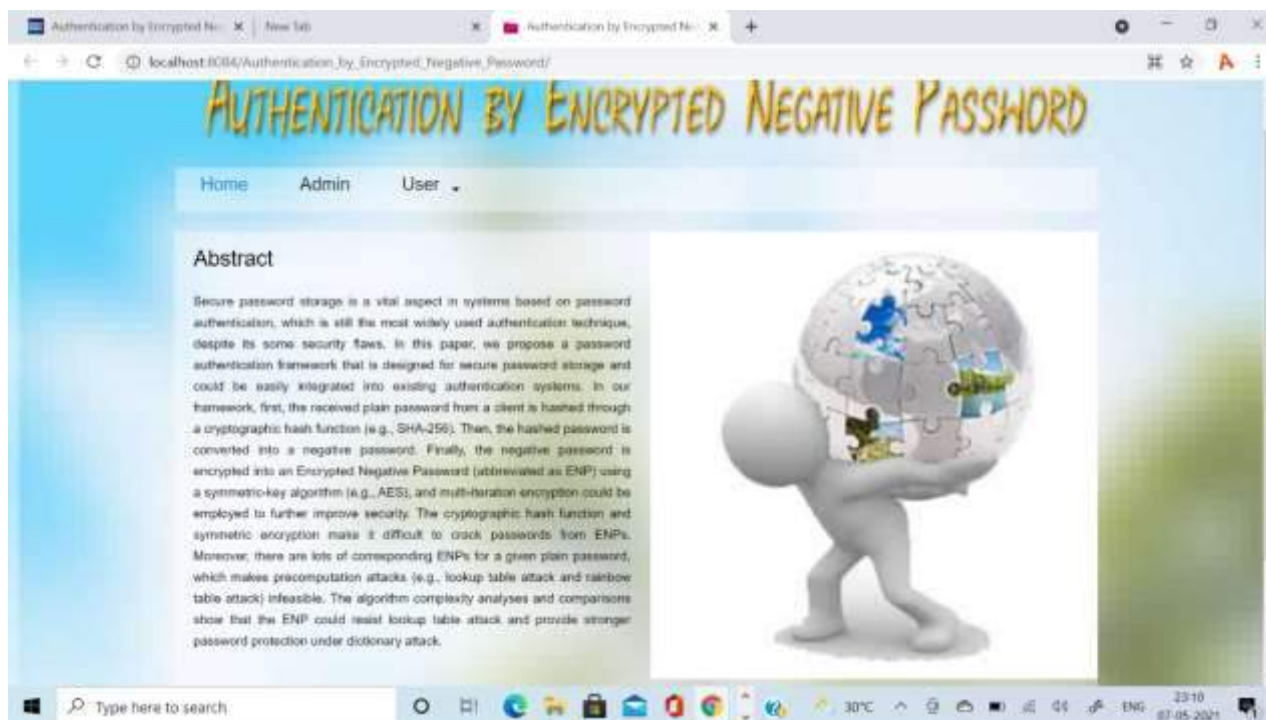 Authentication by Encrypted Ne
New Tab
Authentication by Encrypted Ne
localhost:8084/Authentication_by_Encrypted_Negative_Password/
A
AUTHENTICATION BY ENCRYPTED NEGATIVE PASSWORD
Home Admin User
Abstract
Secure password storage is a vital aspect in systems based on password
authentication, which is still the most widely used authentication technique,
despite its some security flaws. In this paper, we propose a password
authentication framework that is designed for secure password storage and
could be easily integrated into existing authentication systems. In our
framework, first, the received plain password from a client is hashed through
a cryptographic hash function (e.g., SHA-256). Then, the hashed password is
converted into a negative password. Finally, the negative password is
encrypted into an Encrypted Negative Password (abbreviated as ENP) using
a symmetric-key algorithm (e.g., AES), and multi-iteration encryption could be
employed to further improve security. The cryptographic hash function and
symmetric encryption make it difficult to crack passwords from ENPs.
Moreover, there are lots of corresponding ENPs for a given plain password,
which makes precomputation attacks (e.g., lookup table attack and rainbow
table attack) infeasible. The algorithm complexity analyses and comparisons
show that the ENP could resist lookup table attack and provide stronger
password protection under dictionary attack.
Type here to search
30°C
ENG
23:10
07-05-2021